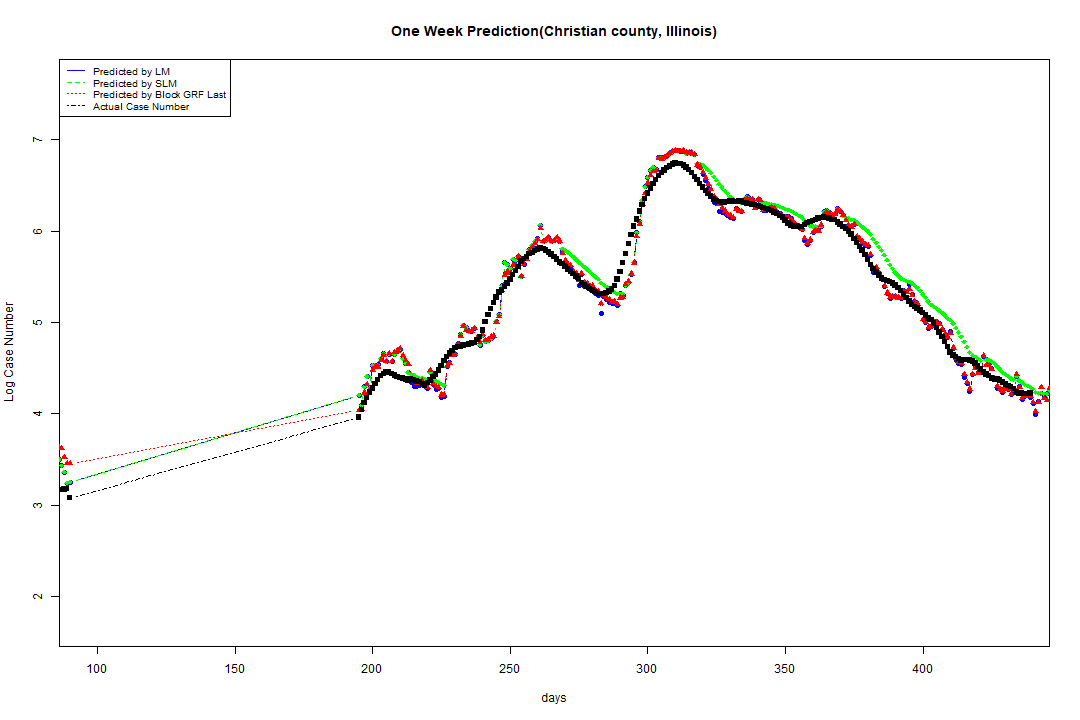 One Week Prediction(Christian county, Illinois)
Predicted by LM
Predicted by SLM
Predicted by Block GRF Last
Actual Case Number
7
6
5
4
3
2
Log Case Number
100 150 200 250 300 350 400
days